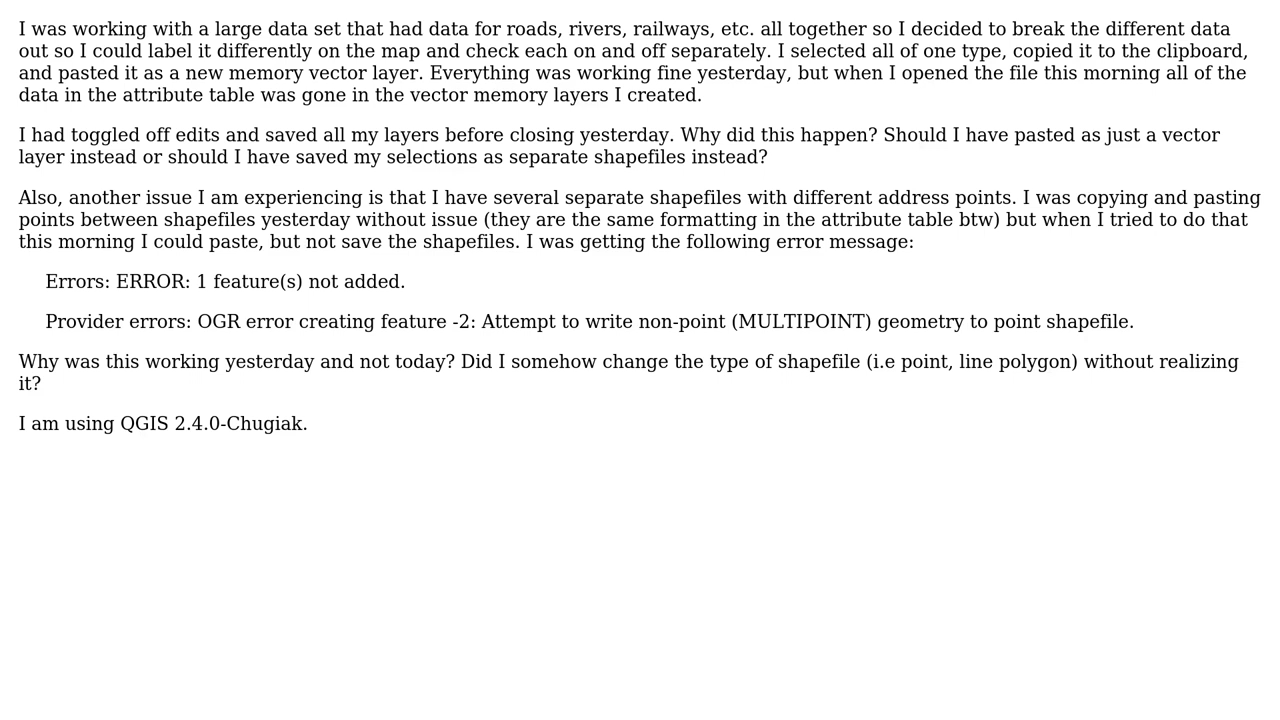 I was working with a large data set that had data for roads, rivers, railways, etc. all together so I decided to break the different data
out so I could label it differently on the map and check each on and off separately. I selected all of one type, copied it to the clipboard,
and pasted it as a new memory vector layer. Everything was working fine yesterday, but when I opened the file this morning all of the
data in the attribute table was gone in the vector memory layers I created.
I had toggled off edits and saved all my layers before closing yesterday. Why did this happen? Should I have pasted as just a vector
layer instead or should I have saved my selections as separate shapefiles instead?
Also, another issue I am experiencing is that I have several separate shapefiles with different address points. I was copying and pasting
points between shapefiles yesterday without issue (they are the same formatting in the attribute table btw) but when I tried to do that
this morning I could paste, but not save the shapefiles. I was getting the following error message:
Errors: ERROR: 1 feature(s) not added.
Provider errors: OGR error creating feature -2: Attempt to write non-point (MULTIPOINT) geometry to point shapefile.
Why was this working yesterday and not today? Did I somehow change the type of shapefile (i.e point, line polygon) without realizing
it?
I am using QGIS 2.4.0-Chugiak.